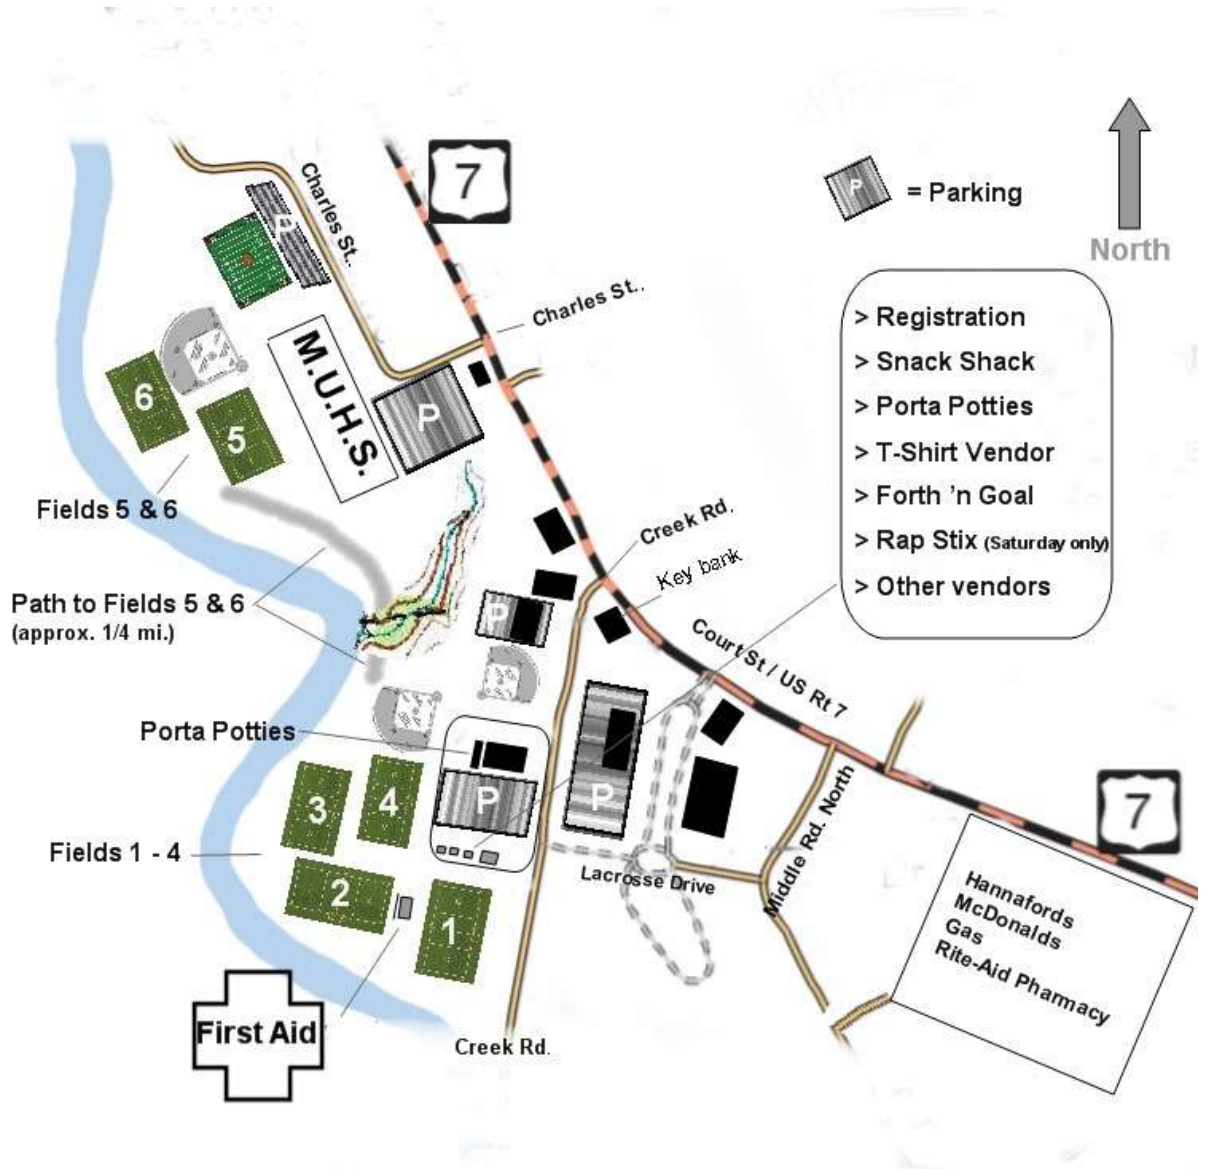 7
Charles St.
P
P
= Parking
North
Charles St..
> Registration
> Snack Shack
> Porta Potties
> T-Shirt Vendor
> Forth 'n Goal
> Rap Stix (Saturday only)
> Other vendors
M.U.H.S.
6
5
P
Fields 5 & 6
Creek Rd.
Key bank
Path to Fields 5 & 6
(approx. 1/4 mi.)
P
Court St / US Rt 7
Porta Potties
3
4
P
P
Middle Rd. North
7
Fields 1 - 4
Lacrosse Drive
2
1
Hannafords
McDonalds
Gas
Rite-Aid Pharmacy
First Aid
Creek Rd.